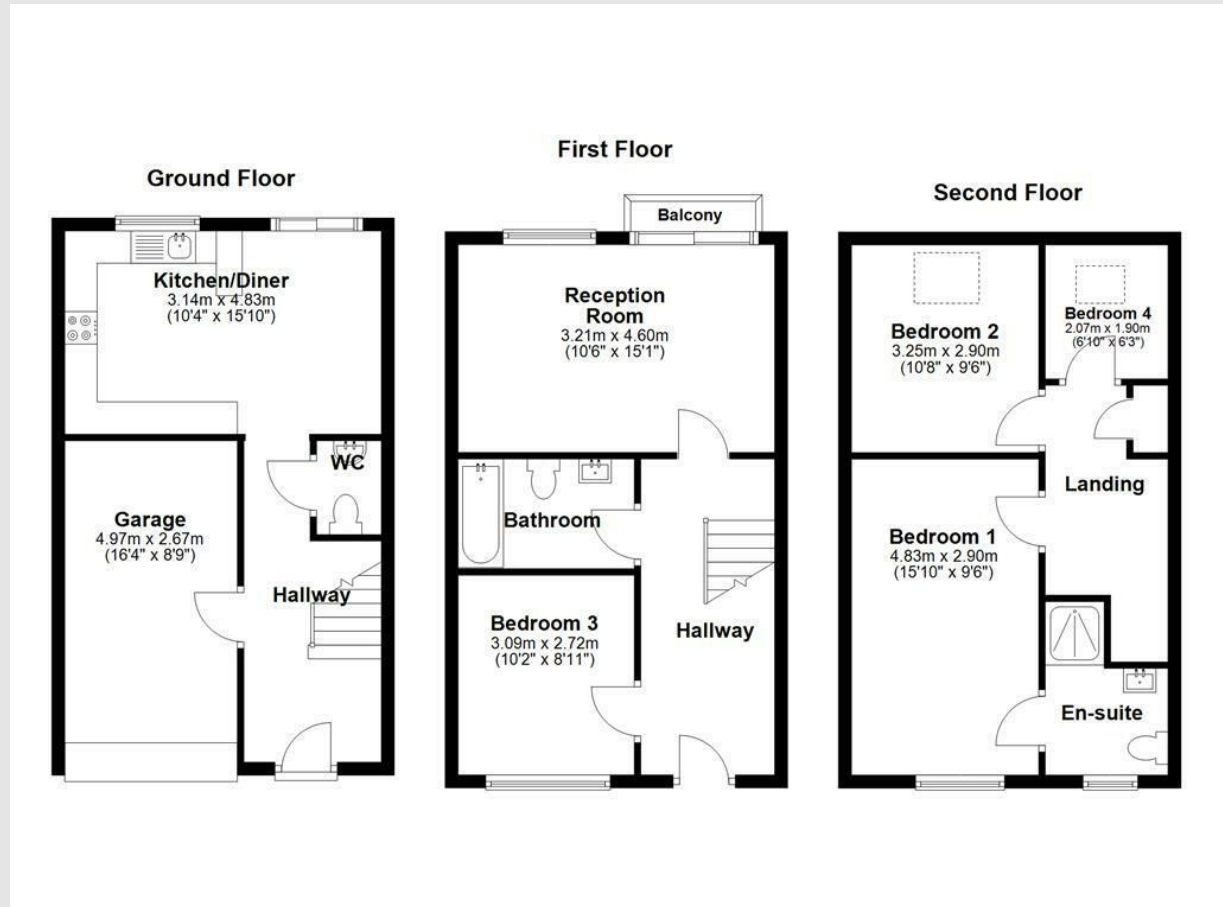 Ground Floor
Kitchen/Diner
3.14m x 4.83m
(10'4" x 15'10")
WC
Garage
4.97m x 2.67m
(16'4" x 8'9")
Hallway
First Floor
Balcony
Reception
Room
3.21m x 4.60m
(10'6" x 15'1")
Bathroom
Bedroom 3
3.09m x 2.72m
(10'2" x 8'11")
Hallway
Second Floor
Bedroom 2
3.25m x 2.90m
(10'8" x 9'6")
Bedroom 4
2.07m x 1.90m
(6'10" x 6'3")
Landing
Bedroom 1
4.83m x 2.90m
(15'10" x 9'6")
En-suite